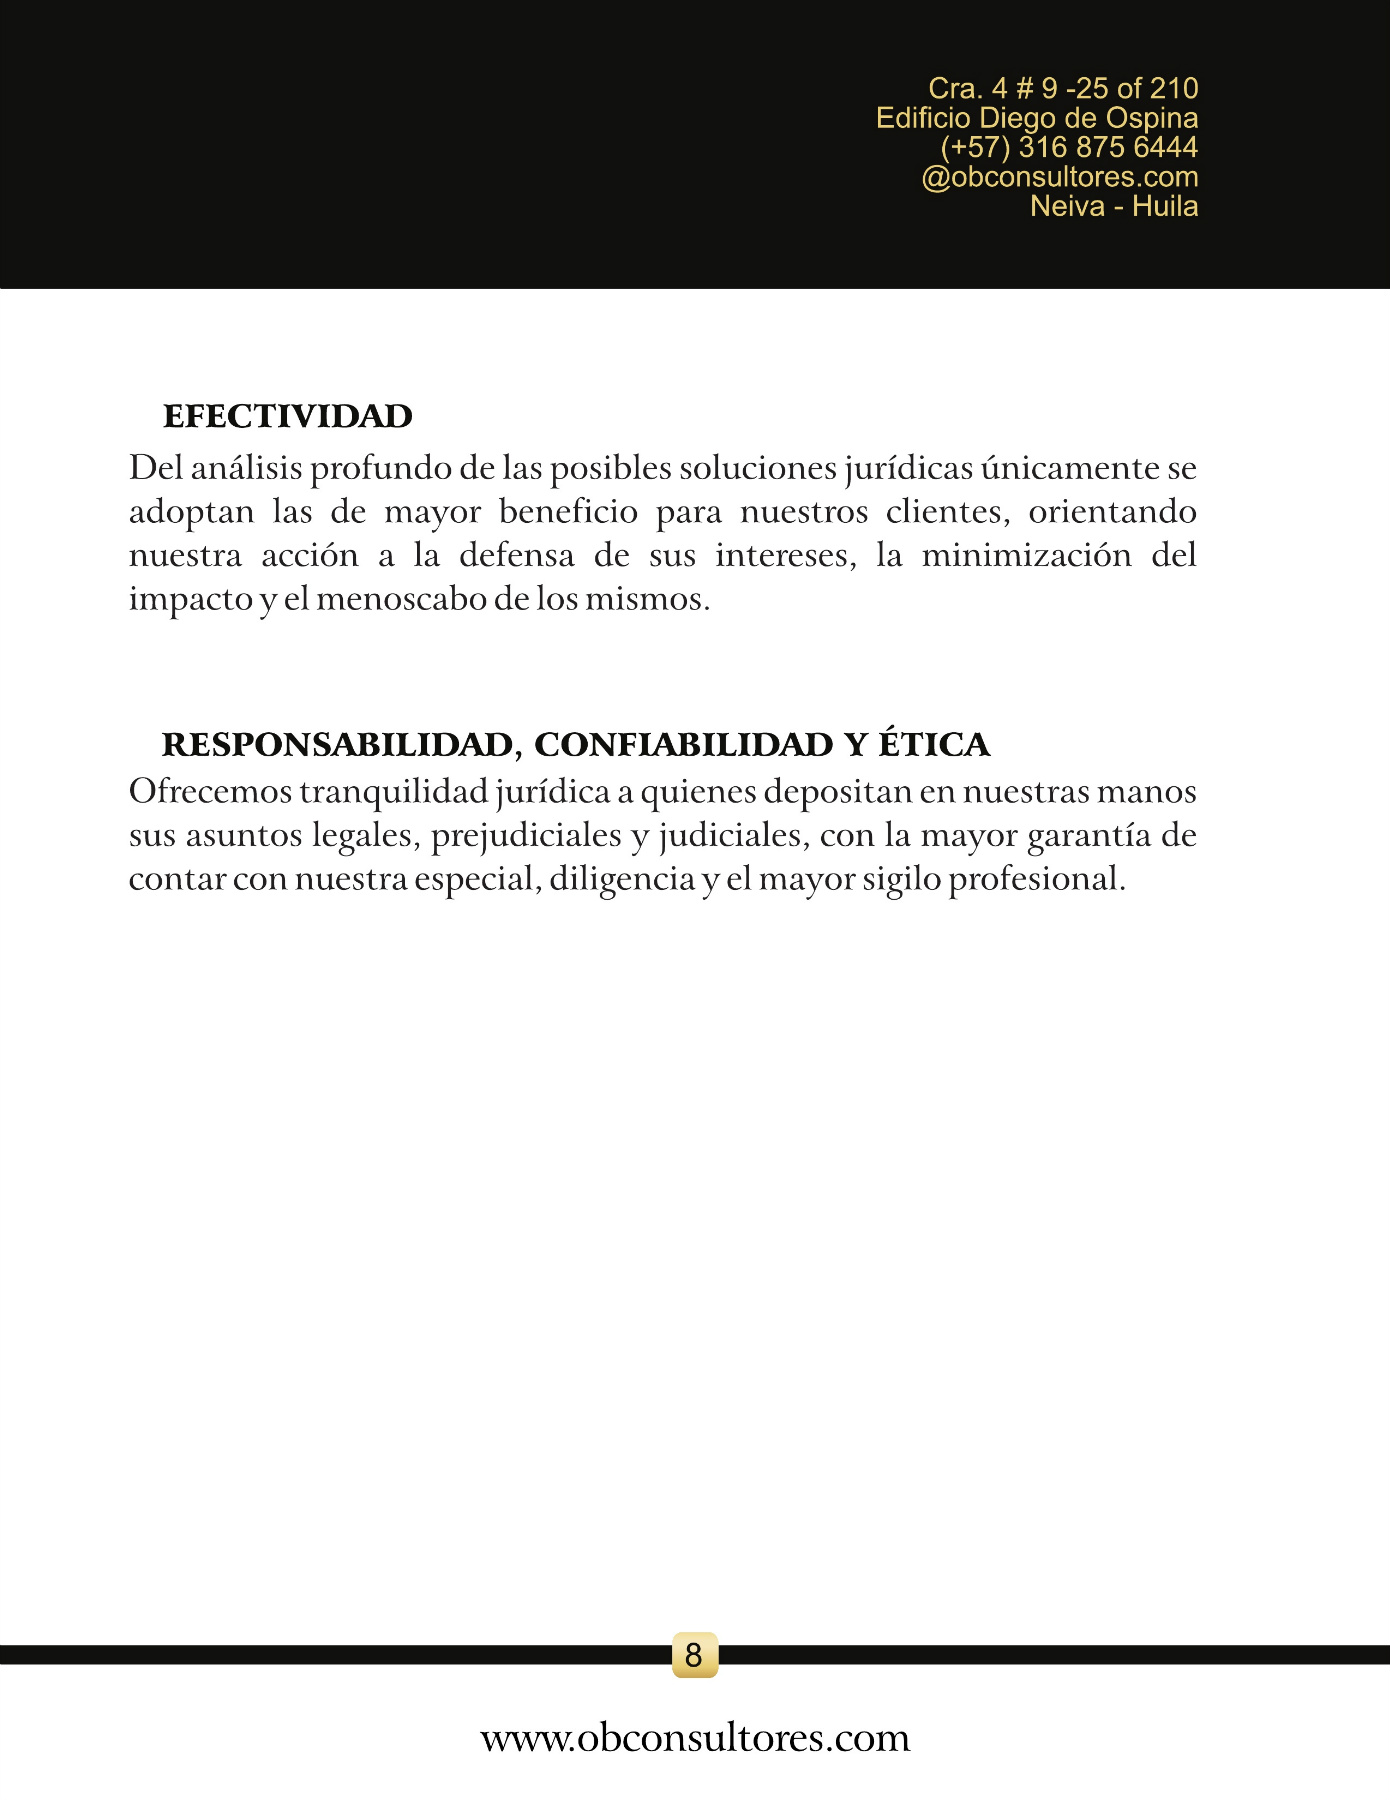 Cra. 4 # 9 -25 of 210
Edificio Diego de Ospina
(+57) 316 875 6444
@obconsultores.com
Neiva - Huila
EFECTIVIDAD
Del análisis profundo de las posibles soluciones jurídicas únicamente se
adoptan las de mayor beneficio para nuestros clientes, orientando
nuestra acción a la defensa de sus intereses, la minimización del
impacto y el menoscabo de los mismos.
RESPONSABILIDAD, CONFIABILIDAD Y ÉTICA
Ofrecemos tranquilidad jurídica a quienes depositan en nuestras manos
sus asuntos legales, prejudiciales y judiciales, con la mayor garantía de
contar con nuestra especial, diligencia y el mayor sigilo profesional.
8
www.obconsultores.com